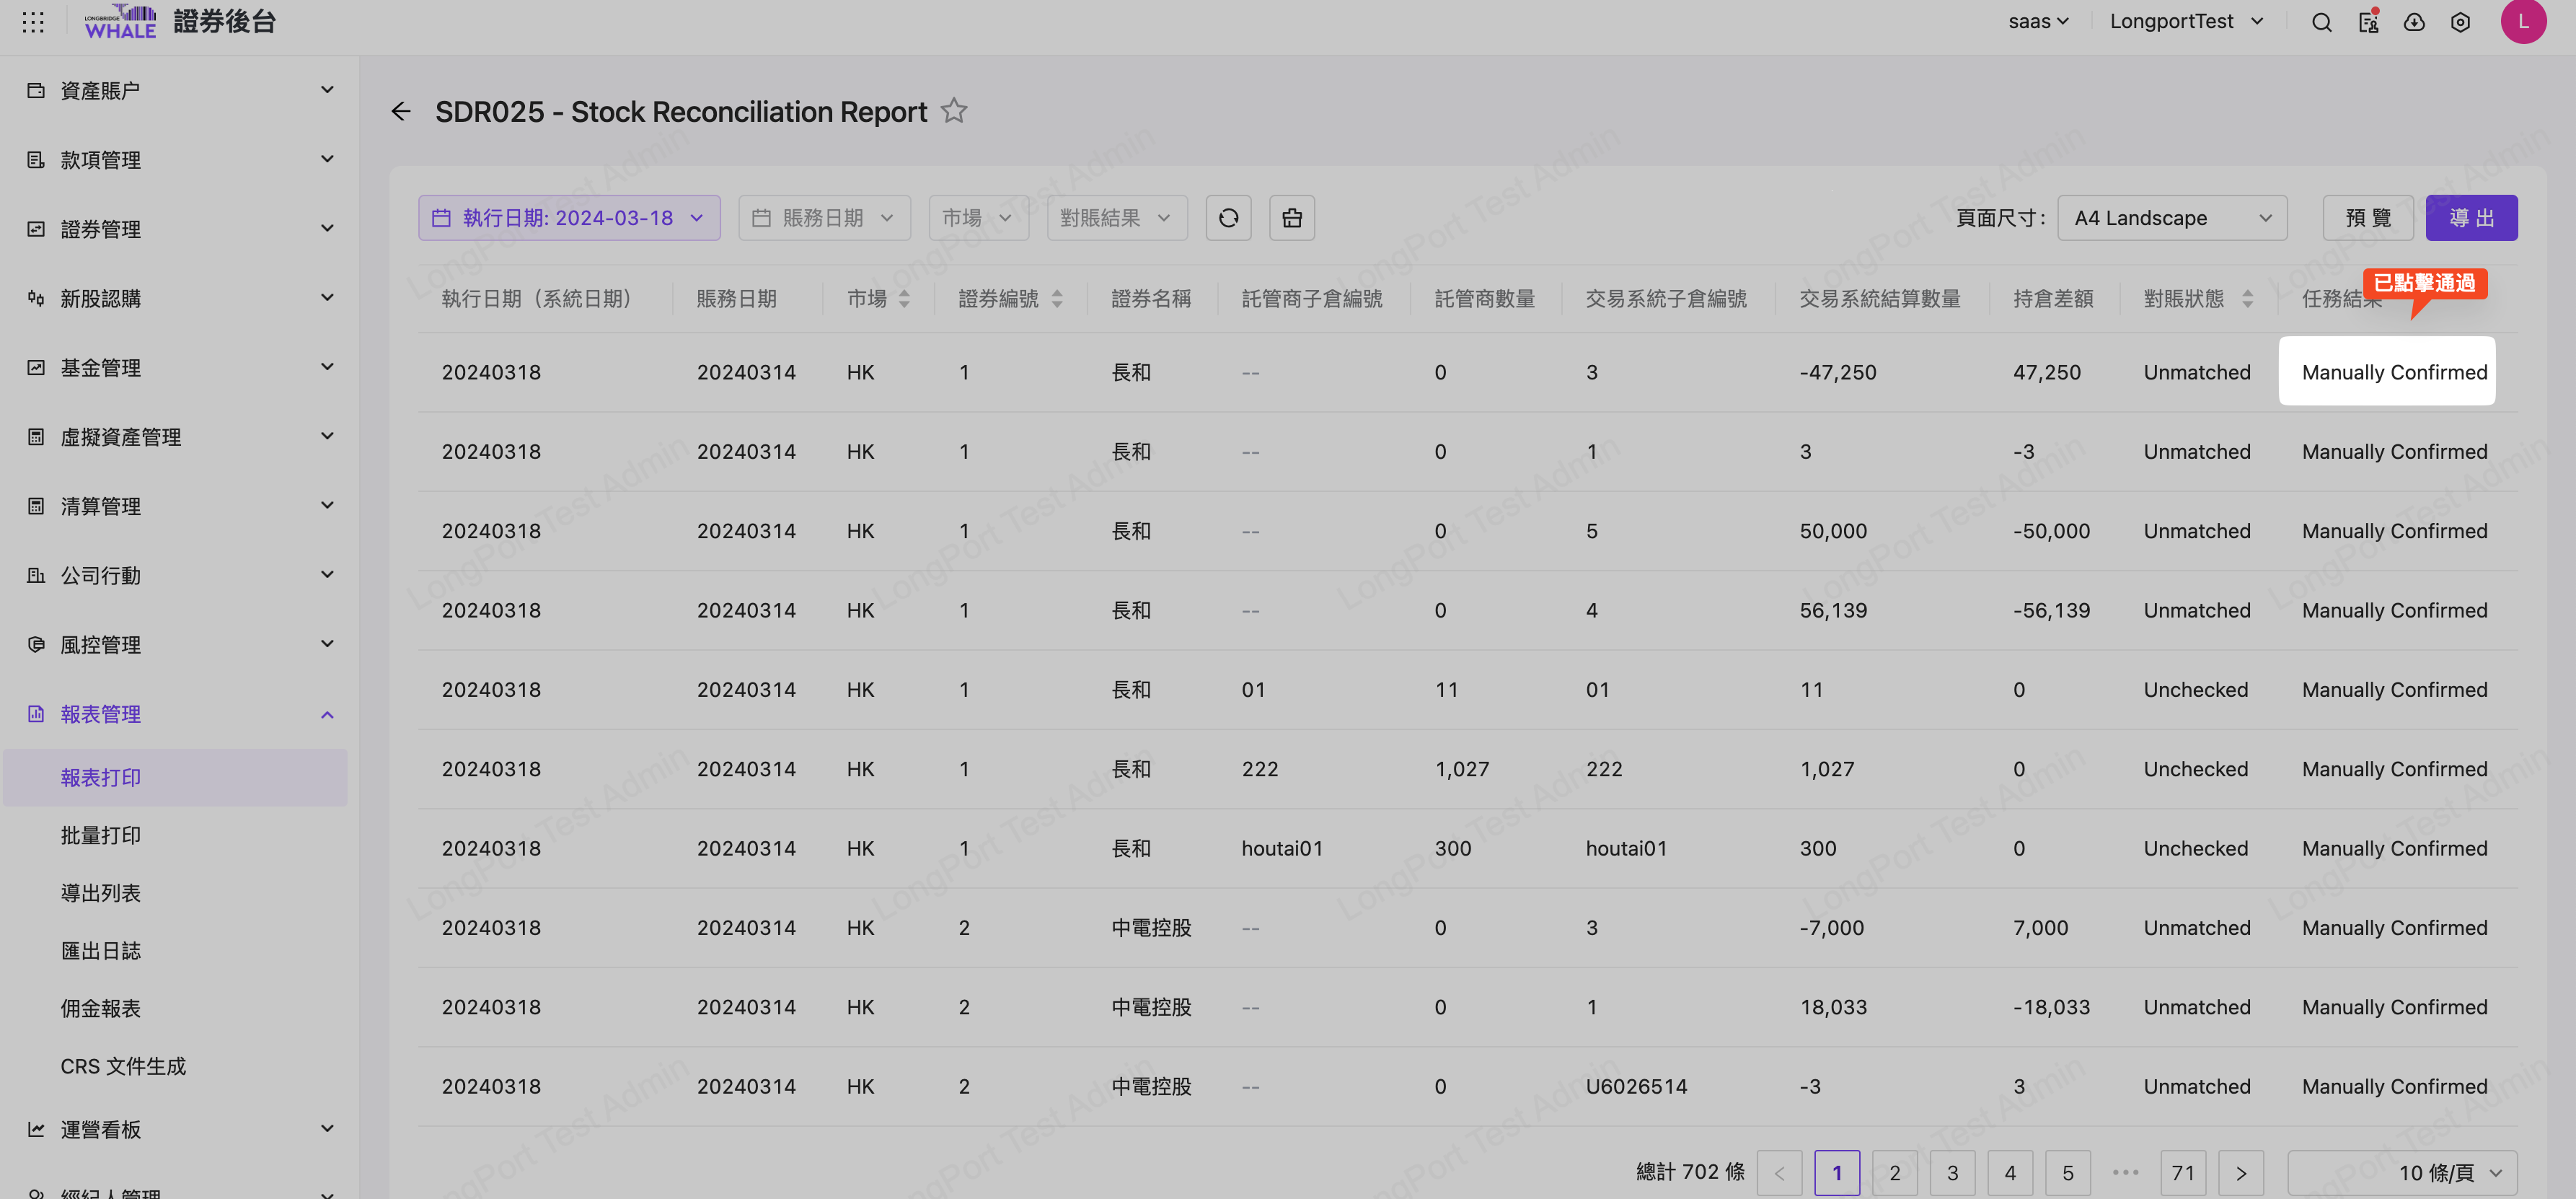 LONGBRIDGE
WHALE
證券後台
saas
LongportTest
L
資產賬户
款項管理
證券管理
新股認購
基金管理
虛擬資產管理
清算管理
公司行動
風控管理
報表管理
報表打印
批量打印
導出列表
匯出日誌
佣金報表
CRS 文件生成
運營看板
經紀人管理
SDR025 - Stock Reconciliation Report
執行日期: 2024-03-18 賬務日期 市場 對賬結果 頁面尺寸: A4 Landscape 預 覽 導 出
已點擊通過
執行日期（系統日期） 賬務日期 市場 證券編號 證券名稱 託管商子倉編號 託管商數量 交易系統子倉編號 交易系統結算數量 持倉差額 對賬狀態 任務結果
20240318 20240314 HK 1 長和 -- 0 3 -47,250 47,250 Unmatched Manually Confirmed
20240318 20240314 HK 1 長和 -- 0 1 3 -3 Unmatched Manually Confirmed
20240318 20240314 HK 1 長和 -- 0 5 50,000 -50,000 Unmatched Manually Confirmed
20240318 20240314 HK 1 長和 -- 0 4 56,139 -56,139 Unmatched Manually Confirmed
20240318 20240314 HK 1 長和 01 11 01 11 0 Unchecked Manually Confirmed
20240318 20240314 HK 1 長和 222 1,027 222 1,027 0 Unchecked Manually Confirmed
20240318 20240314 HK 1 長和 houtai01 300 houtai01 300 0 Unchecked Manually Confirmed
20240318 20240314 HK 2 中電控股 -- 0 3 -7,000 7,000 Unmatched Manually Confirmed
20240318 20240314 HK 2 中電控股 -- 0 1 18,033 -18,033 Unmatched Manually Confirmed
20240318 20240314 HK 2 中電控股 -- 0 U6026514 -3 3 Unmatched Manually Confirmed
總計 702 條 < 1 2 3 4 5 ••• 71 > 10 條/頁
LongPort Test Admin